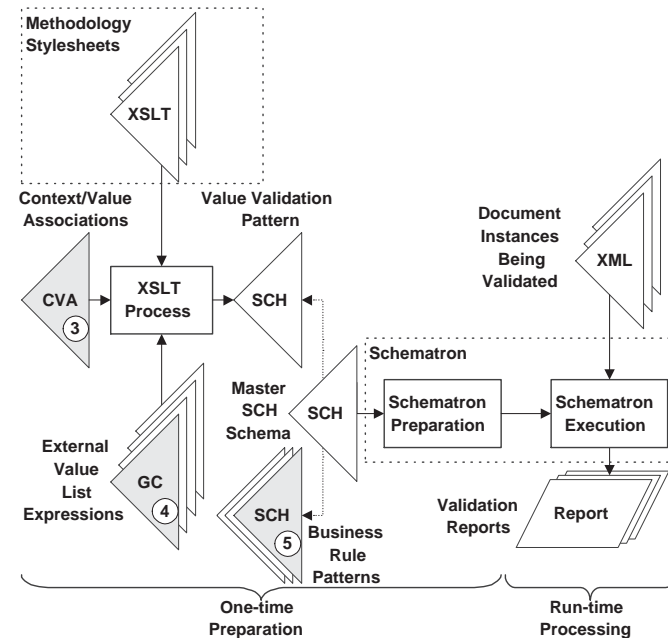 Methodology
Stylesheets
XSLT
Context/Value
Associations
Value Validation
Pattern
Document
Instances
Being
Validated
XML
CVA
3
XSLT
Process
SCH
Schematron
Master
SCH
Schema
SCH
Schematron
Preparation
Schematron
Execution
External
Value
List
Expressions
GC
4
SCH
5
Business
Rule
Patterns
Validation
Reports
Report
One-time
Preparation
Run-time
Processing